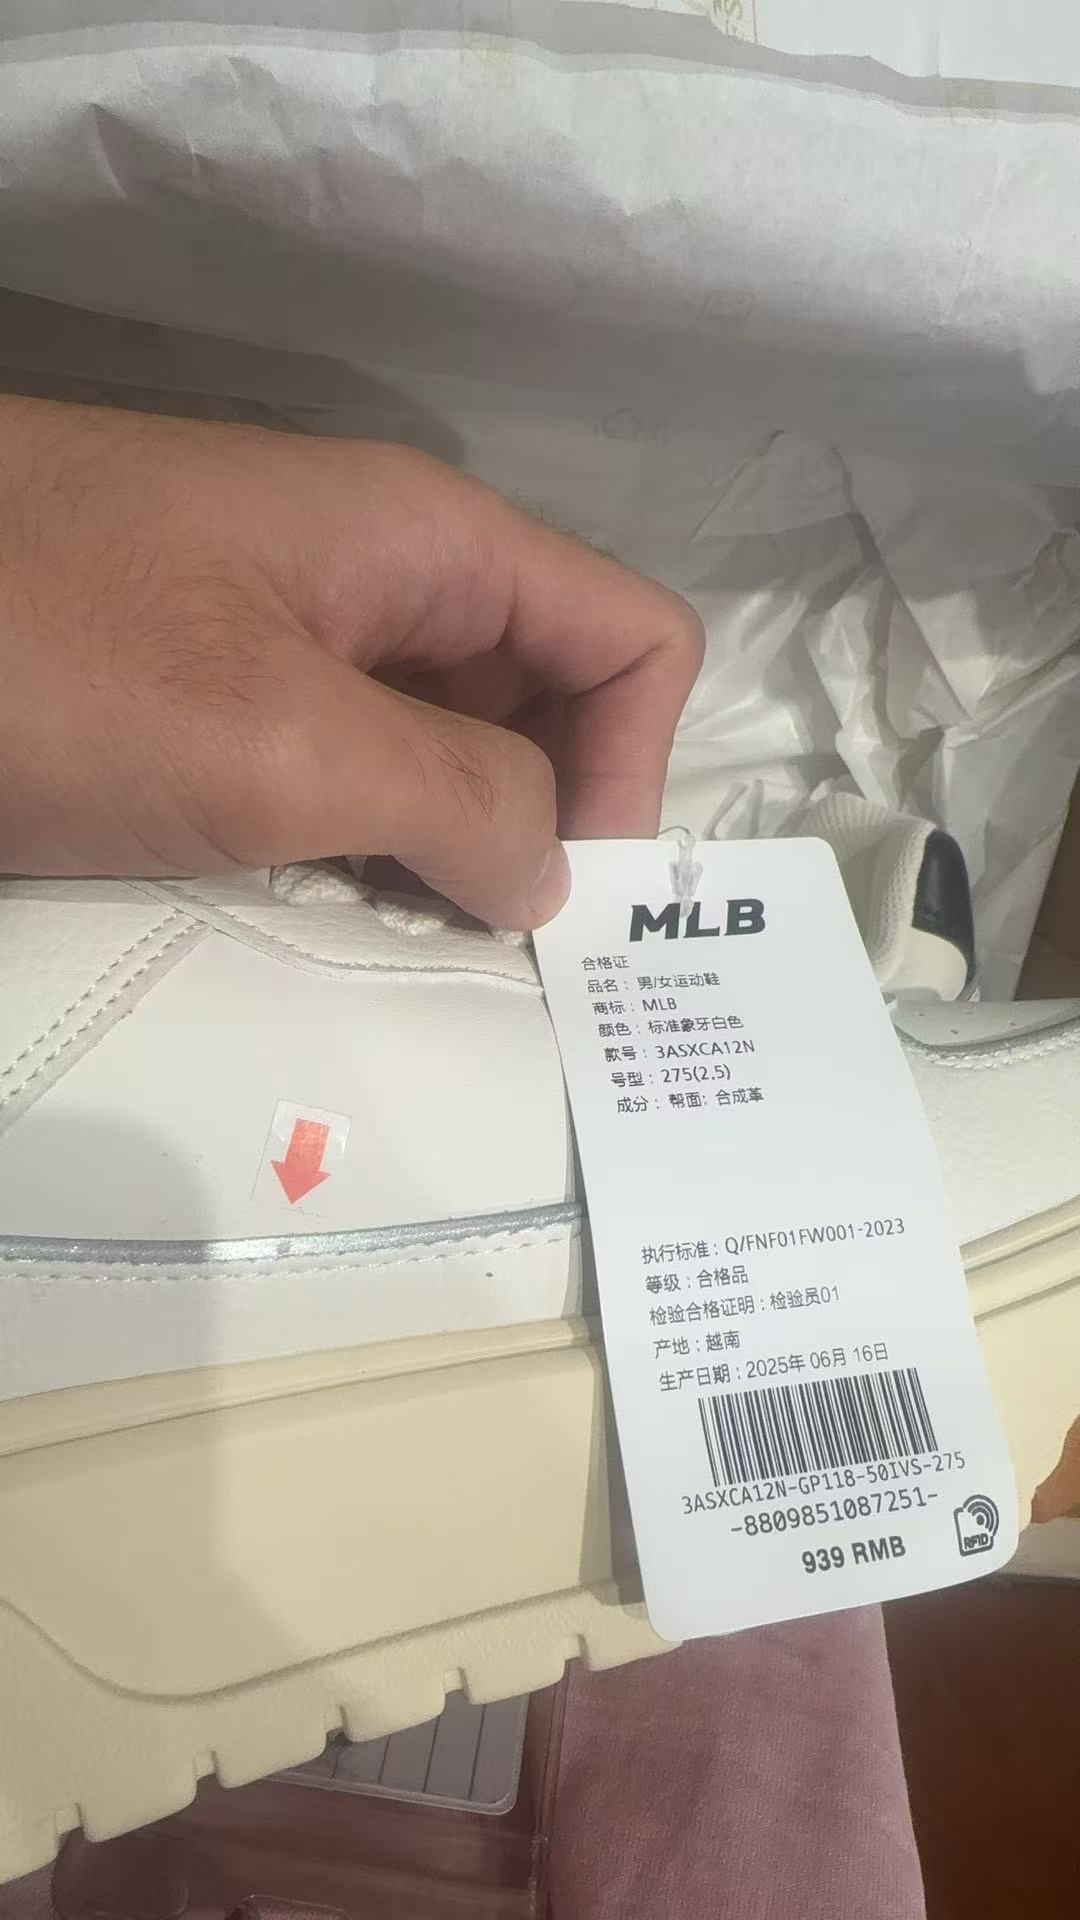 MLB
合格证
品名：男/女运动鞋
商标：MLB
颜色：标准象牙白色
款号：3ASXCA12N
号型：275(2.5)
成分：帮面：合成革
执行标准：Q/FNF01FW001-2023
等级：合格品
检验合格证明：检验员01
产地：越南
生产日期：2025年 06月 16日
3ASXCA12N-GP118-50IVS-275
-8809851087251-
939 RMB
RFID